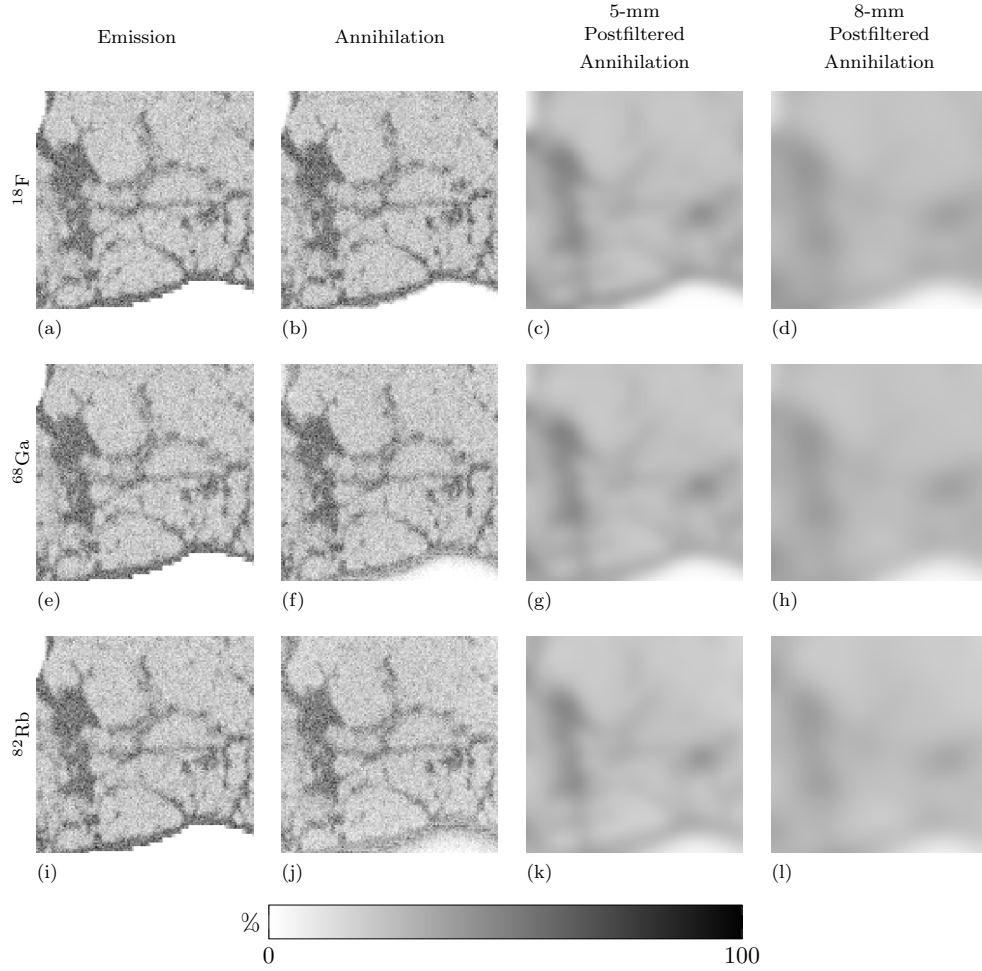 Emission
Annihilation
5-mm
Postfiltered
Annihilation
8-mm
Postfiltered
Annihilation
¹⁸F
(a)
(b)
(c)
(d)
⁶⁸Ga
(e)
(f)
(g)
(h)
⁸²Rb
(i)
(j)
(k)
(l)
%
0
100